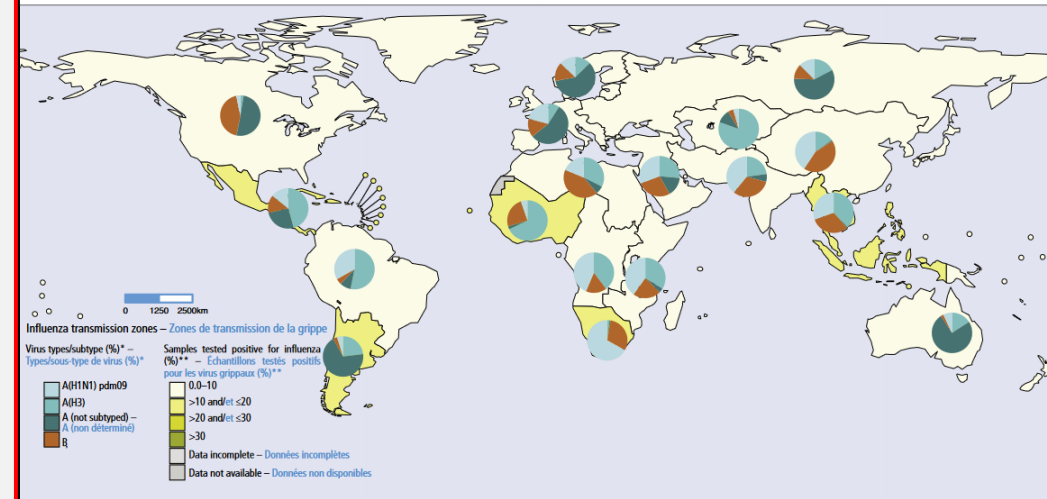 0 1250 2500km
Influenza transmission zones – Zones de transmission de la grippe
Virus types/subtype (%)* –
Types/sous-type de virus (%)*
A(H1N1) pdm09
A(H3)
A (not subtyped) –
A (non déterminé)
B
Samples tested positive for influenza
(%)** – Échantillons testés positifs
pour les virus grippaux (%)**
0.0–10
>10 and/et ≤20
>20 and/et ≤30
>30
Data incomplete – Données incomplètes
Data not available – Données non disponibles